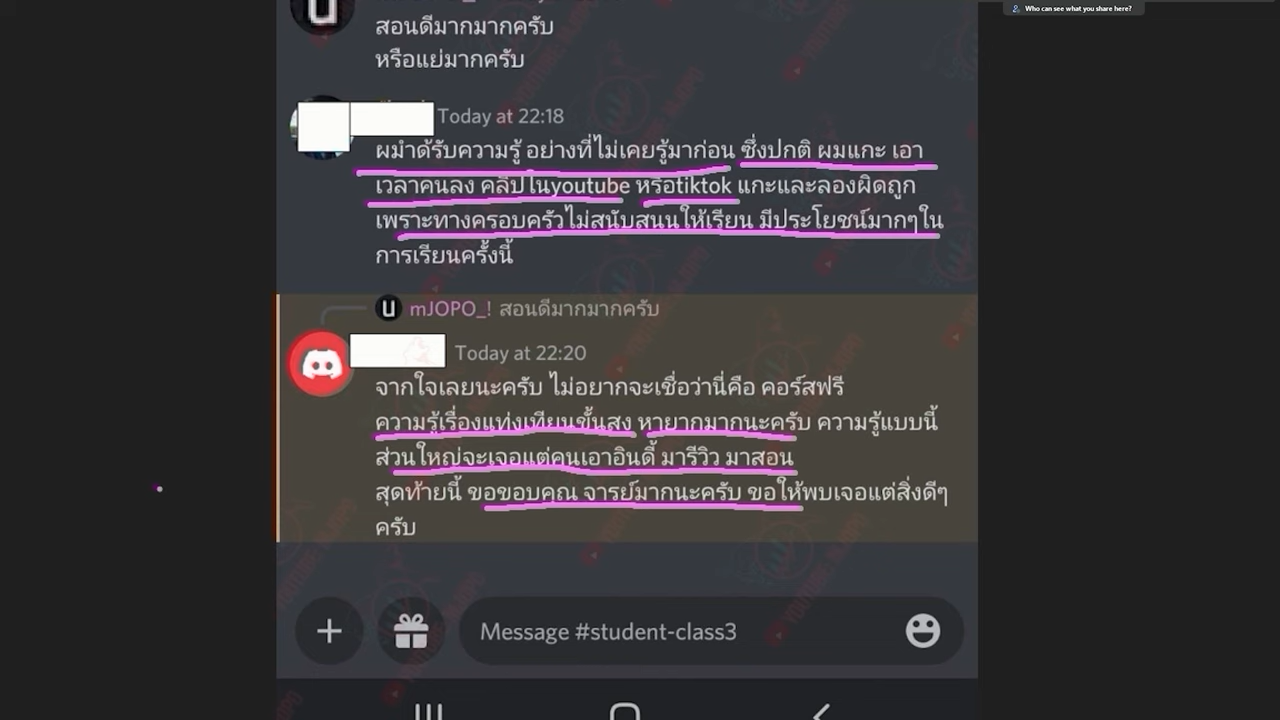 Who can see what you share here?
สอนดีมากมากครับ
หรือแย่มากครับ
Today at 22:18
ผมำด้รับความรู้ อย่างที่ไม่เคยรู้มาก่อน ซึ่งปกติ ผมแกะ เอา
เวลาคนลง คลิปในyoutube หรือtiktok แกะและลองผิดถูก
เพราะทางครอบครัวไม่สนับสนนให้เรียน มีประโยชน์มากๆใน
การเรียนครั้งนี้
U mJOPO_! สอนดีมากมากครับ
Today at 22:20
จากใจเลยนะครับ ไม่อยากจะเชื่อว่านี่คือ คอร์สฟรี
ความรู้เรื่องแท่งเทียนขั้นสูง หายากมากนะครับ ความรู้แบบนี้
ส่วนใหญ่จะเจอแต่คนเอาอินดี้ มารีวิว มาสอน
สุดท้ายนี้ ขอขอบคุณ จารย์มากนะครับ ขอให้พบเจอแต่สิ่งดีๆ
ครับ
Message #student-class3